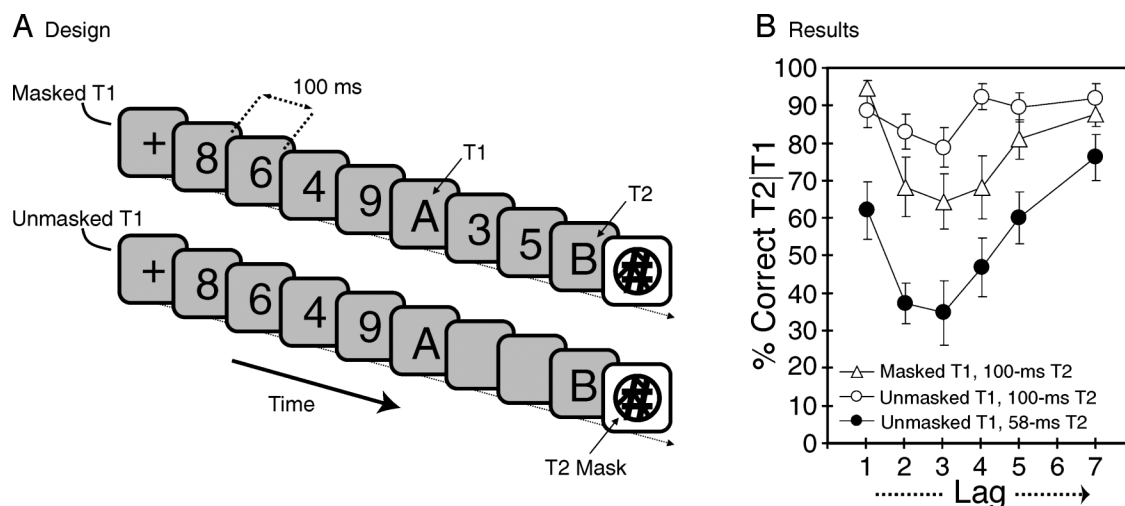 A Design
Masked T1
100 ms
+ 8 6 4 9 A 3 5 B #
T1
T2
Unmasked T1
+ 8 6 4 9 A B #
Time
T2 Mask
B Results
% Correct T2|T1
100
90
80
70
60
50
40
30
20
10
0
Masked T1, 100-ms T2
Unmasked T1, 100-ms T2
Unmasked T1, 58-ms T2
1 2 3 4 5 6 7
Lag